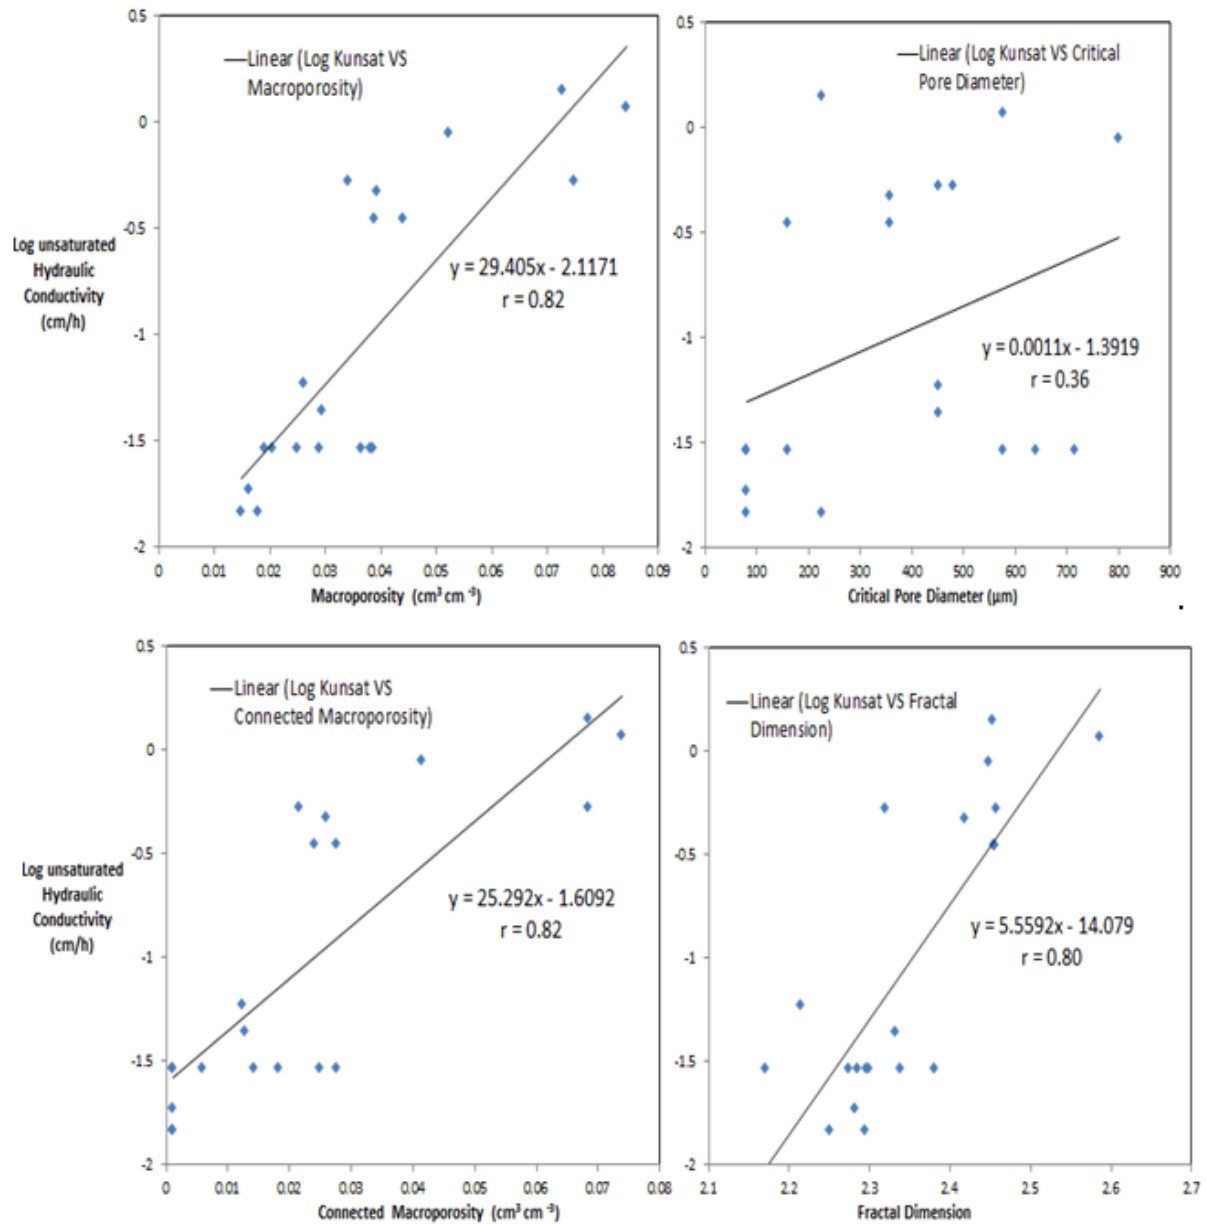 0.5
0
-0.5
-1
-1.5
-2
Log unsaturated
Hydraulic
Conductivity
(cm/h)
Linear (Log Kunsat VS
Macroporosity)
y = 29.405x - 2.1171
r = 0.82
0 0.01 0.02 0.03 0.04 0.05 0.06 0.07 0.08 0.09
Macroporosity (cm³ cm ⁻³)
0.5
0
-0.5
-1
-1.5
-2
Linear (Log Kunsat VS Critical
Pore Diameter)
y = 0.0011x - 1.3919
r = 0.36
0 100 200 300 400 500 600 700 800 900
Critical Pore Diameter (µm)
.
0.5
0
-0.5
-1
-1.5
-2
Log unsaturated
Hydraulic
Conductivity
(cm/h)
Linear (Log Kunsat VS
Connected Macroporosity)
y = 25.292x - 1.6092
r = 0.82
0 0.01 0.02 0.03 0.04 0.05 0.06 0.07 0.08
Connected Macroporosity (cm³ cm ⁻³)
0.5
0
-0.5
-1
-1.5
-2
Linear (Log Kunsat VS Fractal
Dimension)
y = 5.5592x - 14.079
r = 0.80
2.1 2.2 2.3 2.4 2.5 2.6 2.7
Fractal Dimension